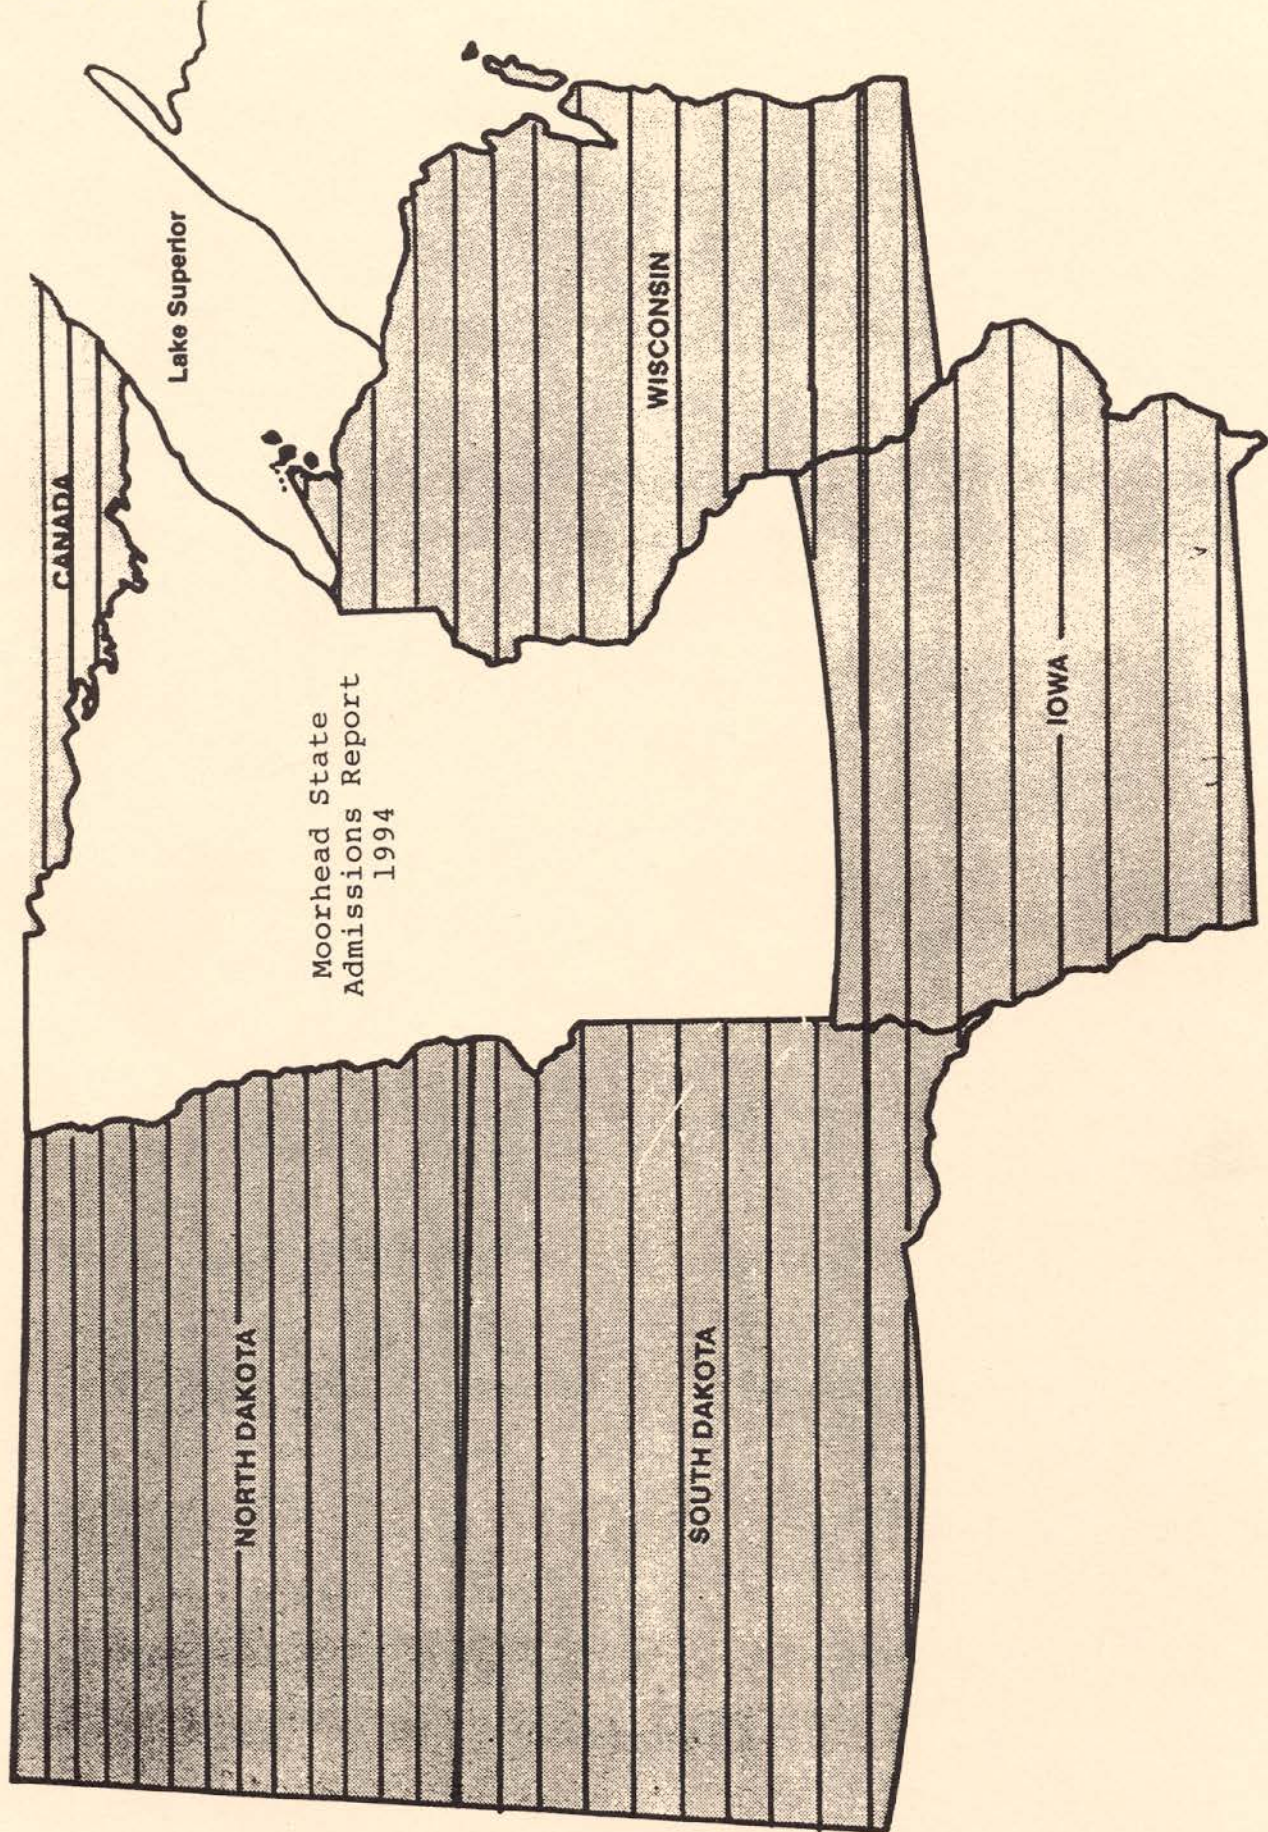 CANADA
Lake Superior
Moorhead State
Admissions Report
1994
NORTH DAKOTA
WISCONSIN
SOUTH DAKOTA
IOWA